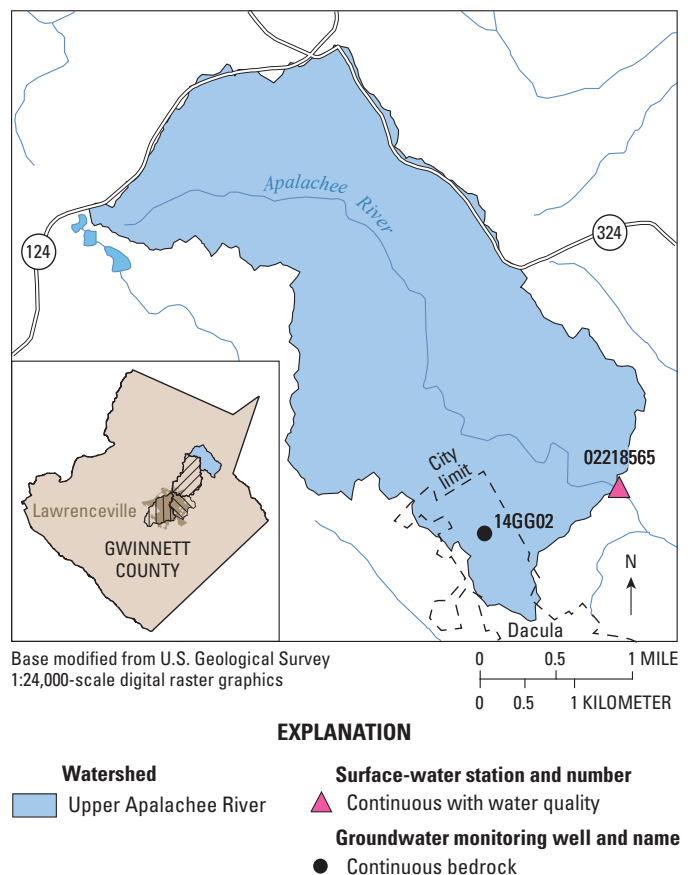 Apalachee
River
124
324
02218565
City
limit
14GG02
Lawrenceville
GWINNETT
COUNTY
N
Dacula
Base modified from U.S. Geological Survey
1:24,000-scale digital raster graphics
0 0.5 1 MILE
0 0.5 1 KILOMETER
EXPLANATION
Watershed
Upper Apalachee River
Surface-water station and number
Continuous with water quality
Groundwater monitoring well and name
Continuous bedrock